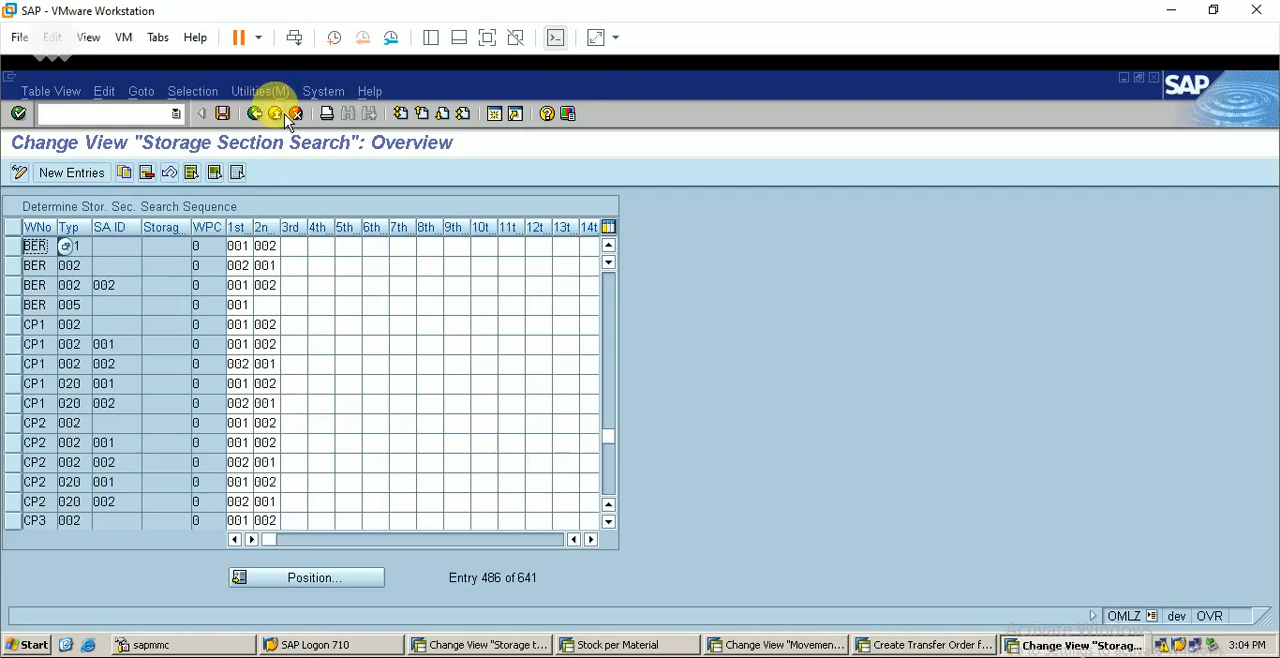 SAP - VMware Workstation
File Edit View VM Tabs Help
Table View Edit Goto Selection Utilities(M) System Help
SAP
Change View "Storage Section Search": Overview
New Entries
Determine Stor. Sec. Search Sequence
WNo Typ SA ID Storag... WPC 1st... 2n... 3rd... 4th... 5th... 6th... 7th... 8th... 9th... 10t... 11t... 12t... 13t... 14t
BER 1 0 001 002
BER 002 0 002 001
BER 002 002 0 001 002
BER 005 0 001
CP1 002 0 001 002
CP1 002 001 0 001 002
CP1 002 002 0 002 001
CP1 020 001 0 001 002
CP1 020 002 0 002 001
CP2 002 0 001 002
CP2 002 001 0 001 002
CP2 002 002 0 002 001
CP2 020 001 0 001 002
CP2 020 002 0 002 001
CP3 002 0 001 002
Position... Entry 486 of 641
Activate Windows
OMLZ dev OVR
Start sapmmc SAP Logon 710 Change View "Storage t... Stock per Material Change View "Movemen... Create Transfer Order f... Change View "Storag... 3:04 PM